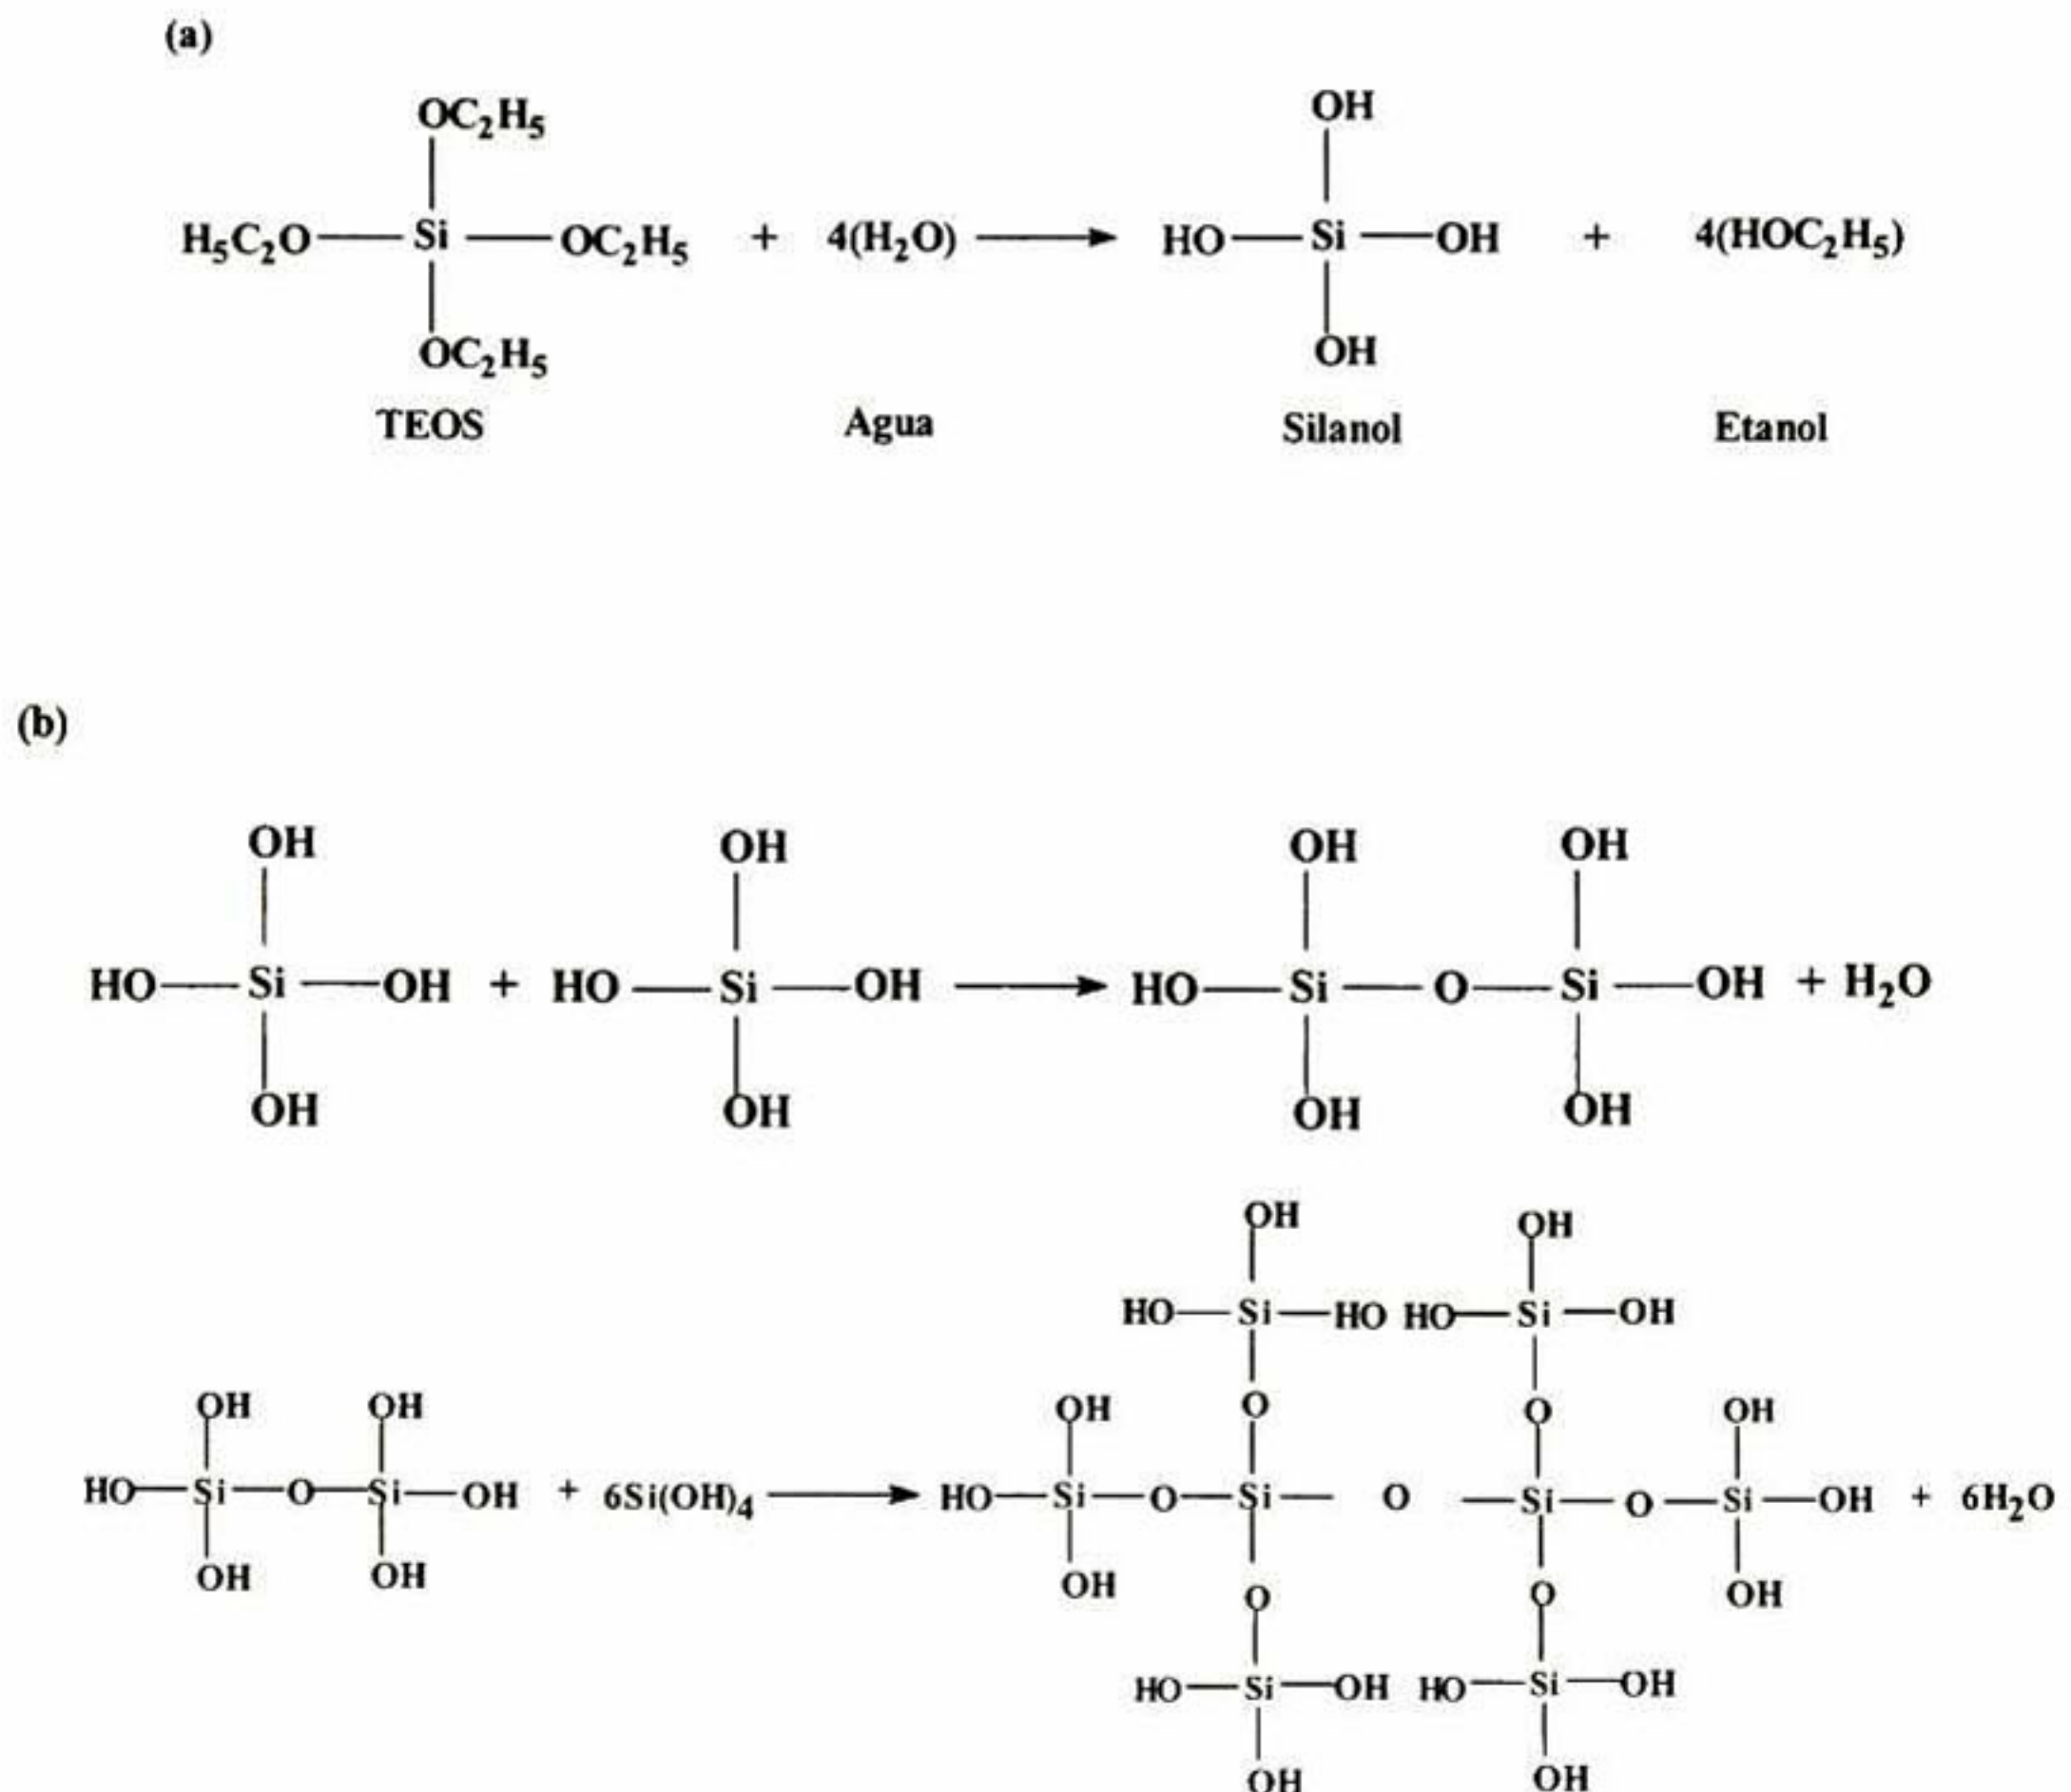 (a)
OC₂H₅ OH
H₅C₂O Si OC₂H₅ + 4(H₂O) HO Si OH + 4(HOC₂H₅)
OC₂H₅ OH
TEOS Agua Silanol Etanol
(b)
OH OH OH OH
HO Si OH + HO Si OH HO Si O Si OH + H₂O
OH OH OH OH
OH OH
HO Si HO HO Si OH
OH OH OH O O OH
HO Si O Si OH + 6Si(OH)₄ HO Si O Si O Si O Si OH + 6H₂O
OH OH OH O O OH
HO Si OH HO Si OH
OH OH